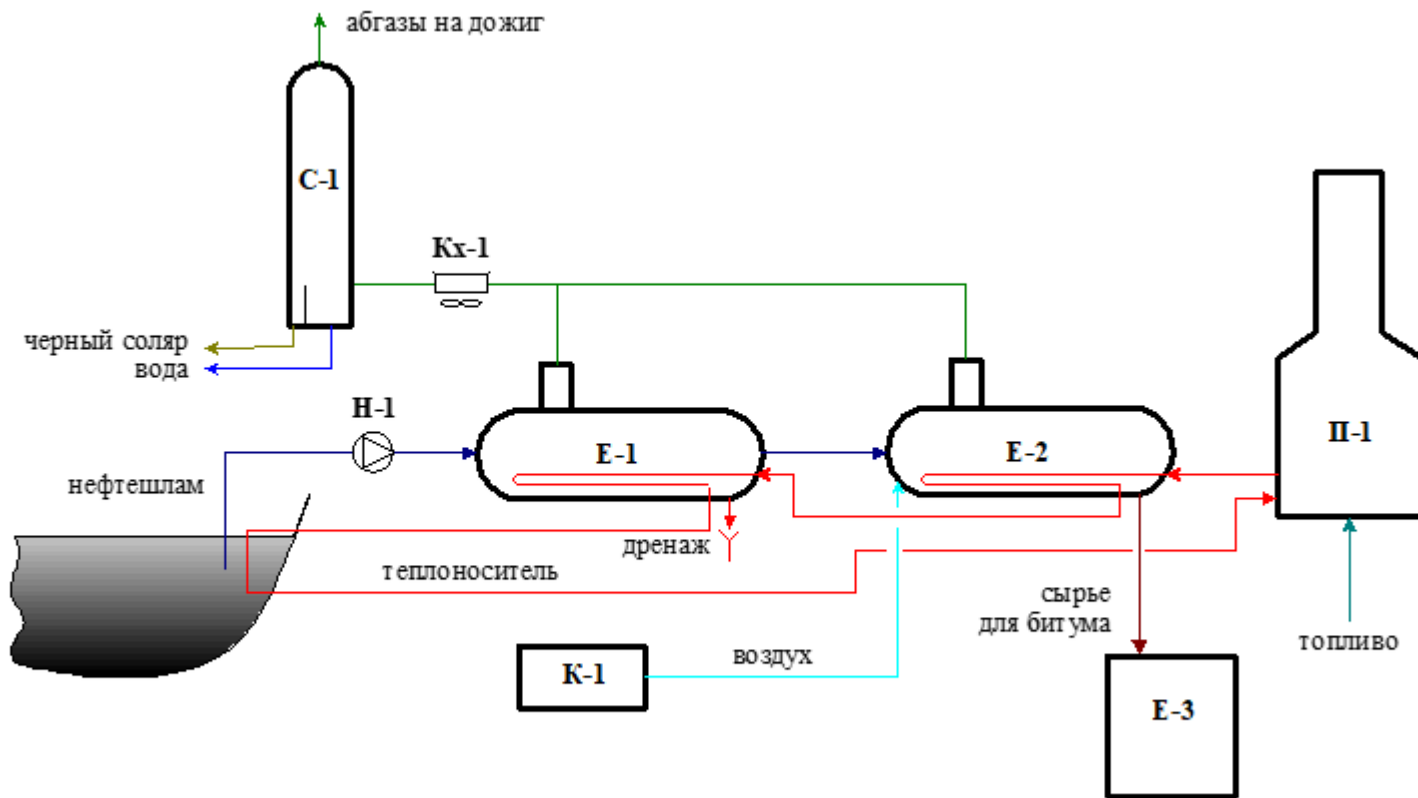 абгазы на дожиг
С-1
Кх-1
черный соляр
вода
Н-1
нефтешлам
Е-1
Е-2
П-1
дренаж
теплоноситель
сырье
для битума
топливо
воздух
К-1
Е-3